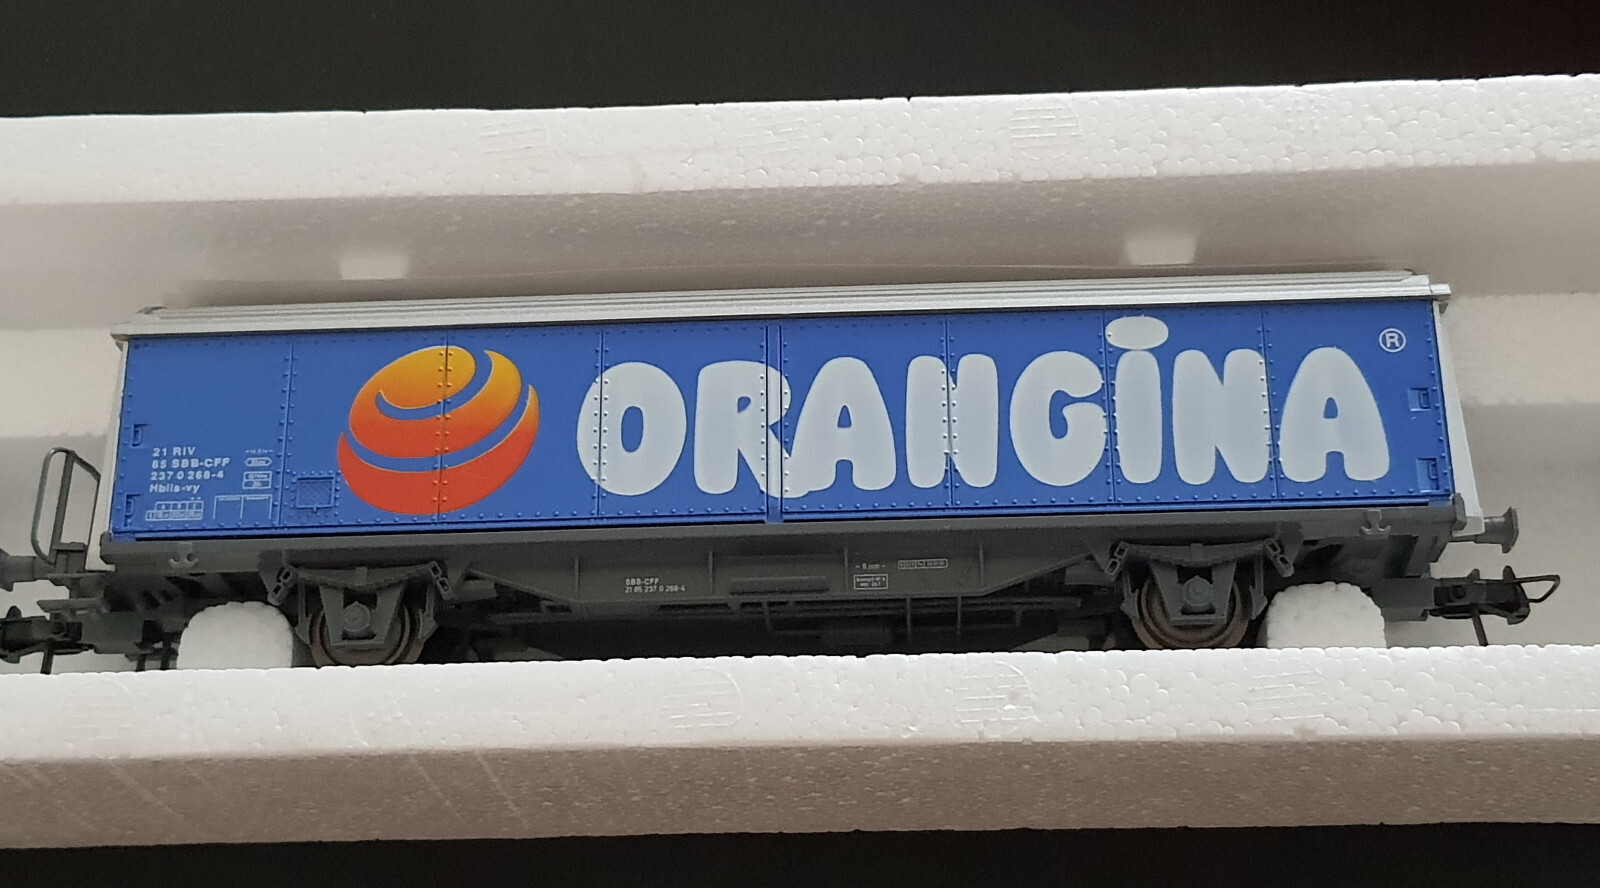 ORANGINA ®
21 RIV
85 SBB-CFF
237 0 268-4
Hbils-vy
SBB-CFF
21 85 237 0 268-4